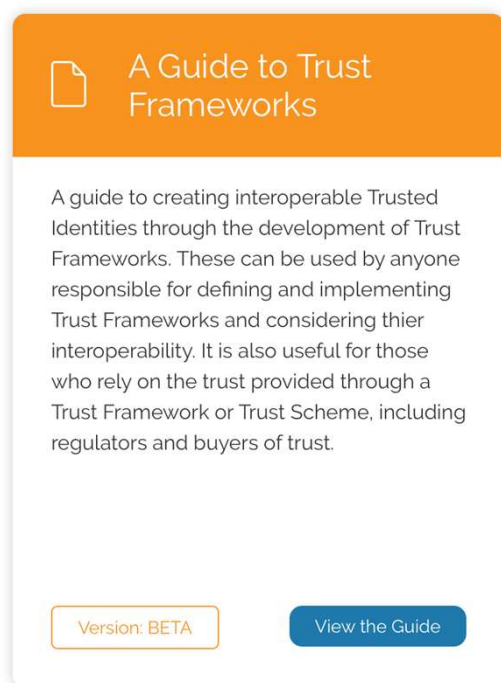 A Guide to Trust
Frameworks
A guide to creating interoperable Trusted
Identities through the development of Trust
Frameworks. These can be used by anyone
responsible for defining and implementing
Trust Frameworks and considering thier
interoperability. It is also useful for those
who rely on the trust provided through a
Trust Framework or Trust Scheme, including
regulators and buyers of trust.
Version: BETA
View the Guide